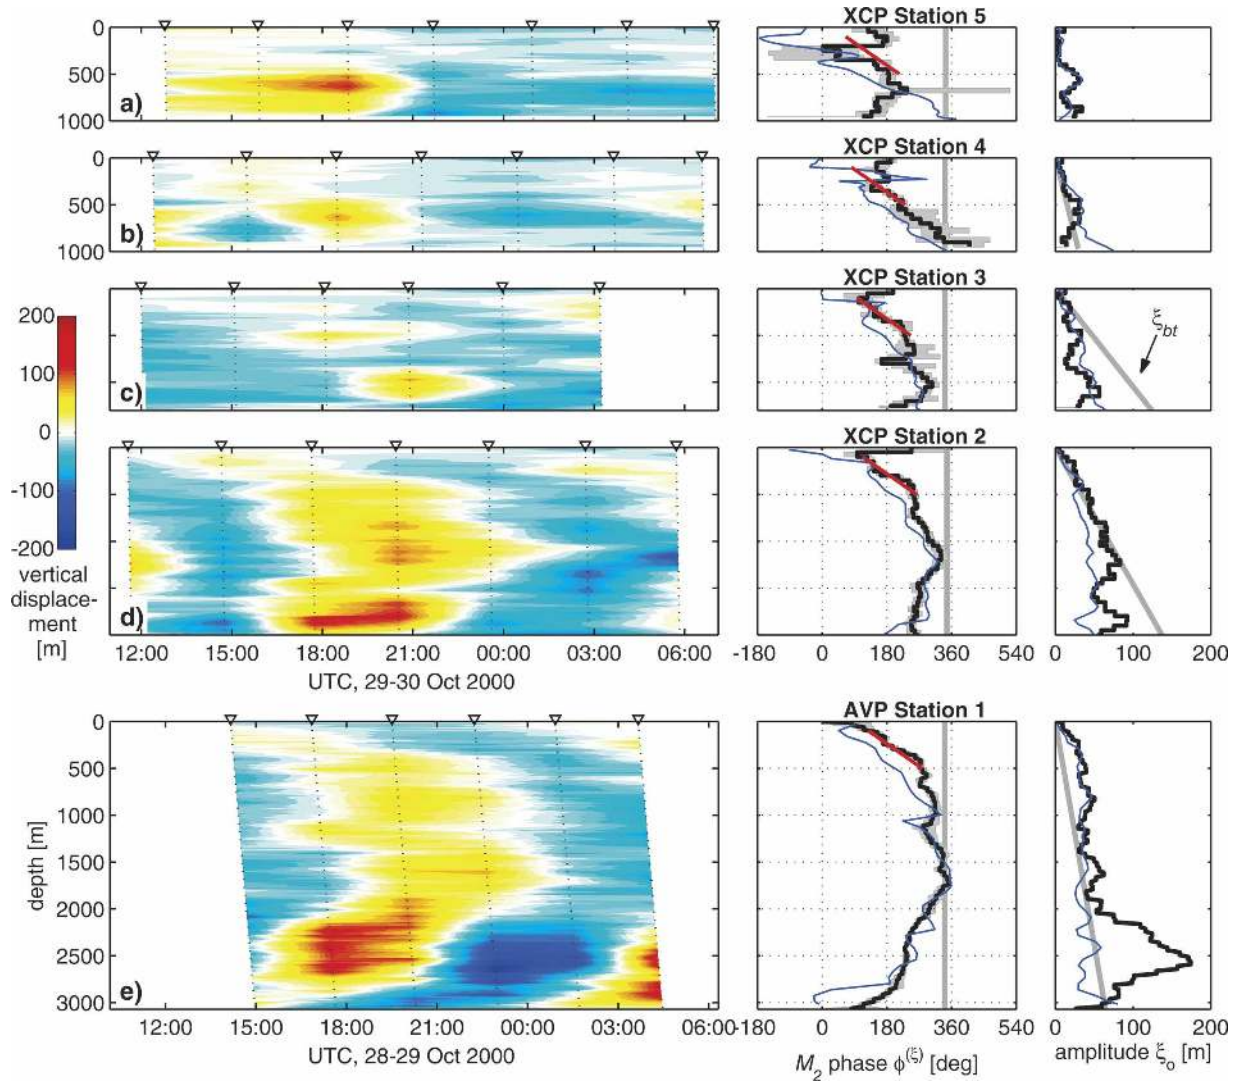 XCP Station 5
0
500
1000
a)
XCP Station 4
0
500
1000
b)
XCP Station 3
c)
ξbt
200
100
0
-100
-200
vertical
displace-
ment
[m]
XCP Station 2
d)
12:00 15:00 18:00 21:00 00:00 03:00 06:00
UTC, 29-30 Oct 2000
-180 0 180 360 540
0 100 200
AVP Station 1
0
500
1000
1500
2000
2500
3000
depth [m]
e)
12:00 15:00 18:00 21:00 00:00 03:00 06:00
UTC, 28-29 Oct 2000
-180 0 180 360 540
M2 phase ϕ(ξ) [deg]
0 100 200
amplitude ξo [m]